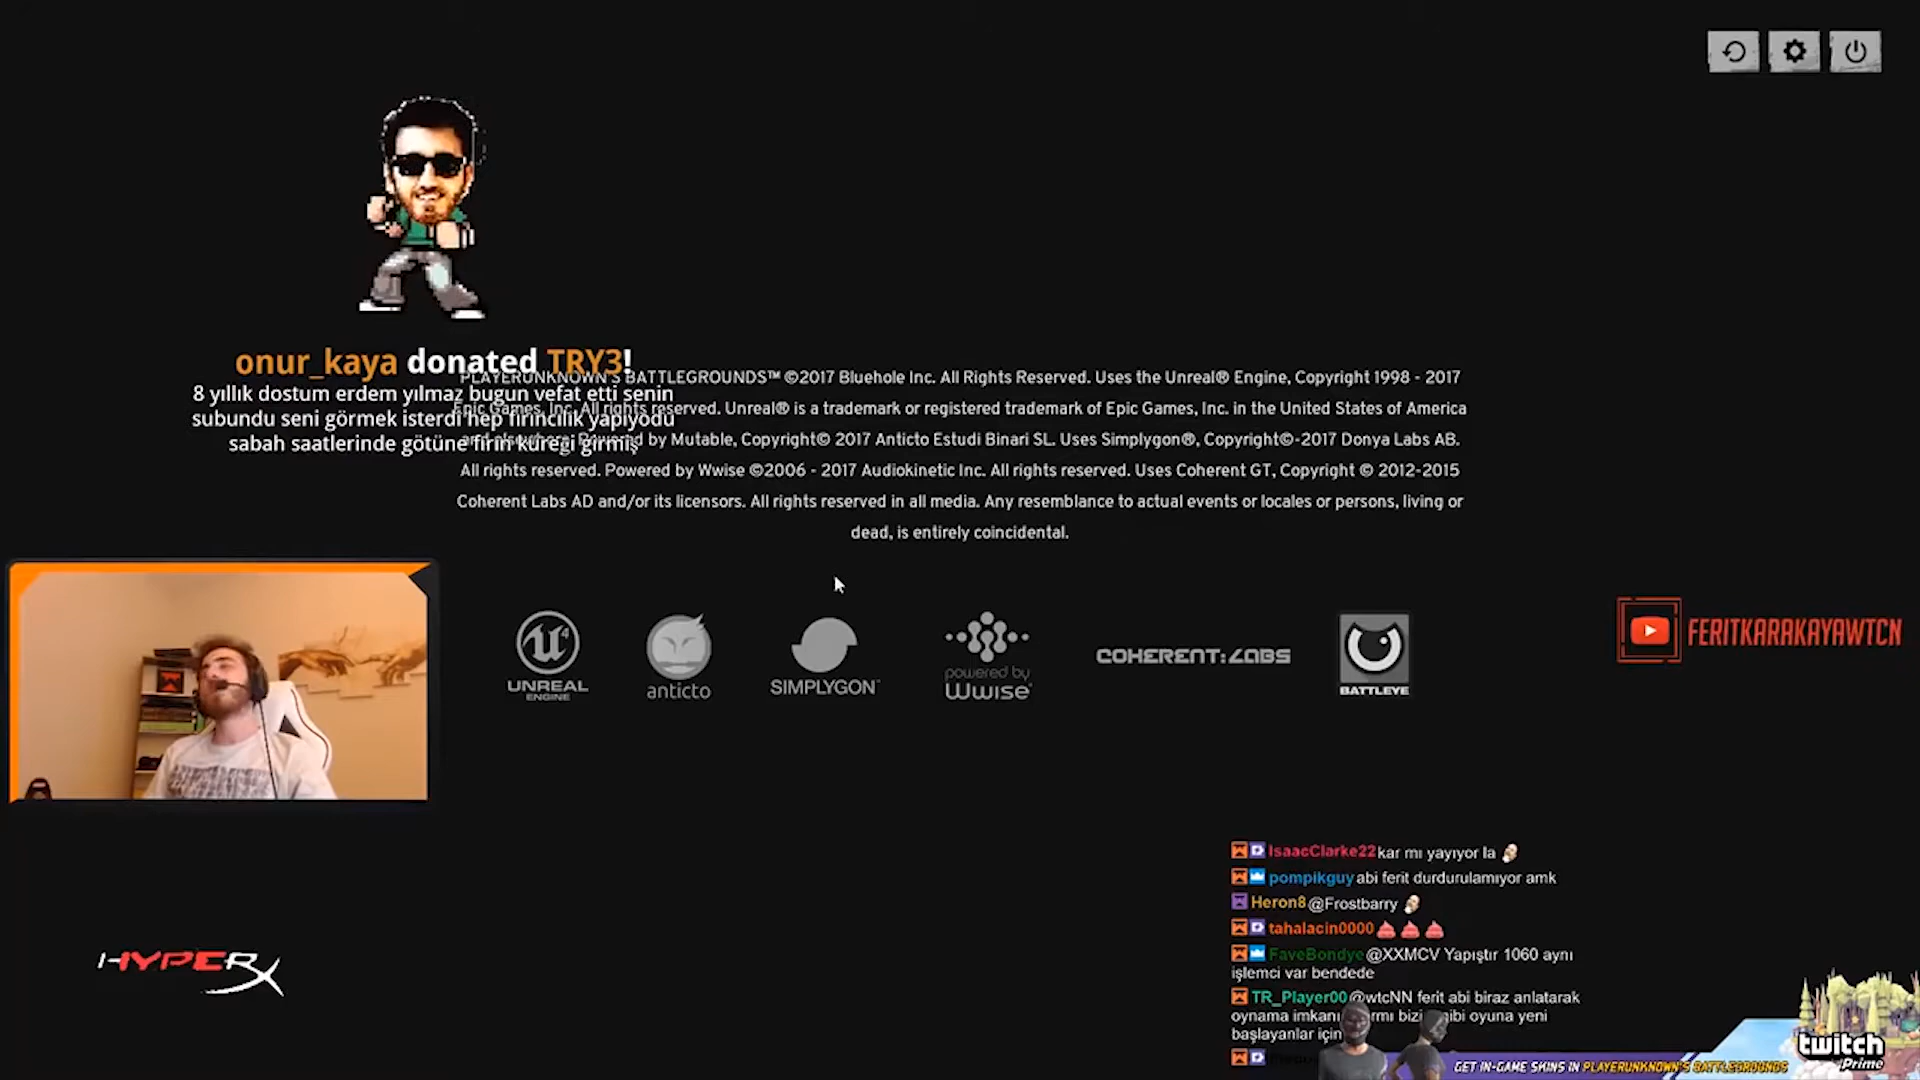 onur_kaya donated TRY3!
8 yıllık dostum erdem yılmaz bugun vefat etti senin
subundu seni görmek isterdi hep fırıncılık yapıyodu
sabah saatlerinde götüne fırın küreği girmiş
PLAYERUNKNOWN'S BATTLEGROUNDS™ ©2017 Bluehole Inc. All Rights Reserved. Uses the Unreal® Engine, Copyright 1998 - 2017
Epic Games, Inc. All rights reserved. Unreal® is a trademark or registered trademark of Epic Games, Inc. in the United States of America
and elsewhere. Powered by Mutable, Copyright© 2017 Anticto Estudi Binari SL. Uses Simplygon®, Copyright©-2017 Donya Labs AB.
All rights reserved. Powered by Wwise ©2006 - 2017 Audiokinetic Inc. All rights reserved. Uses Coherent GT, Copyright © 2012-2015
Coherent Labs AD and/or its licensors. All rights reserved in all media. Any resemblance to actual events or locales or persons, living or
dead, is entirely coincidental.
UNREAL
ENGINE
anticto
SIMPLYGON
powered by
Wwise
COHERENT:LABS
BATTLEYE
FERITKARAKAYAWTCN
HYPERX
IsaacClarke22 kar mı yayıyor la
pompikguy abi ferit durdurulamıyor amk
Heron8 @Frostbarry
tahalacin0000
FaveBondye @XXMCV Yapıştır 1060 aynı
işlemci var bendede
TR_Player00 @wtcNN ferit abi biraz anlatarak
oynama imkanı bizi oyuna yeni
başlayanlar için
GET IN-GAME SKINS IN PLAYERUNKNOWN'S BATTLEGROUNDS
twitch
Prime